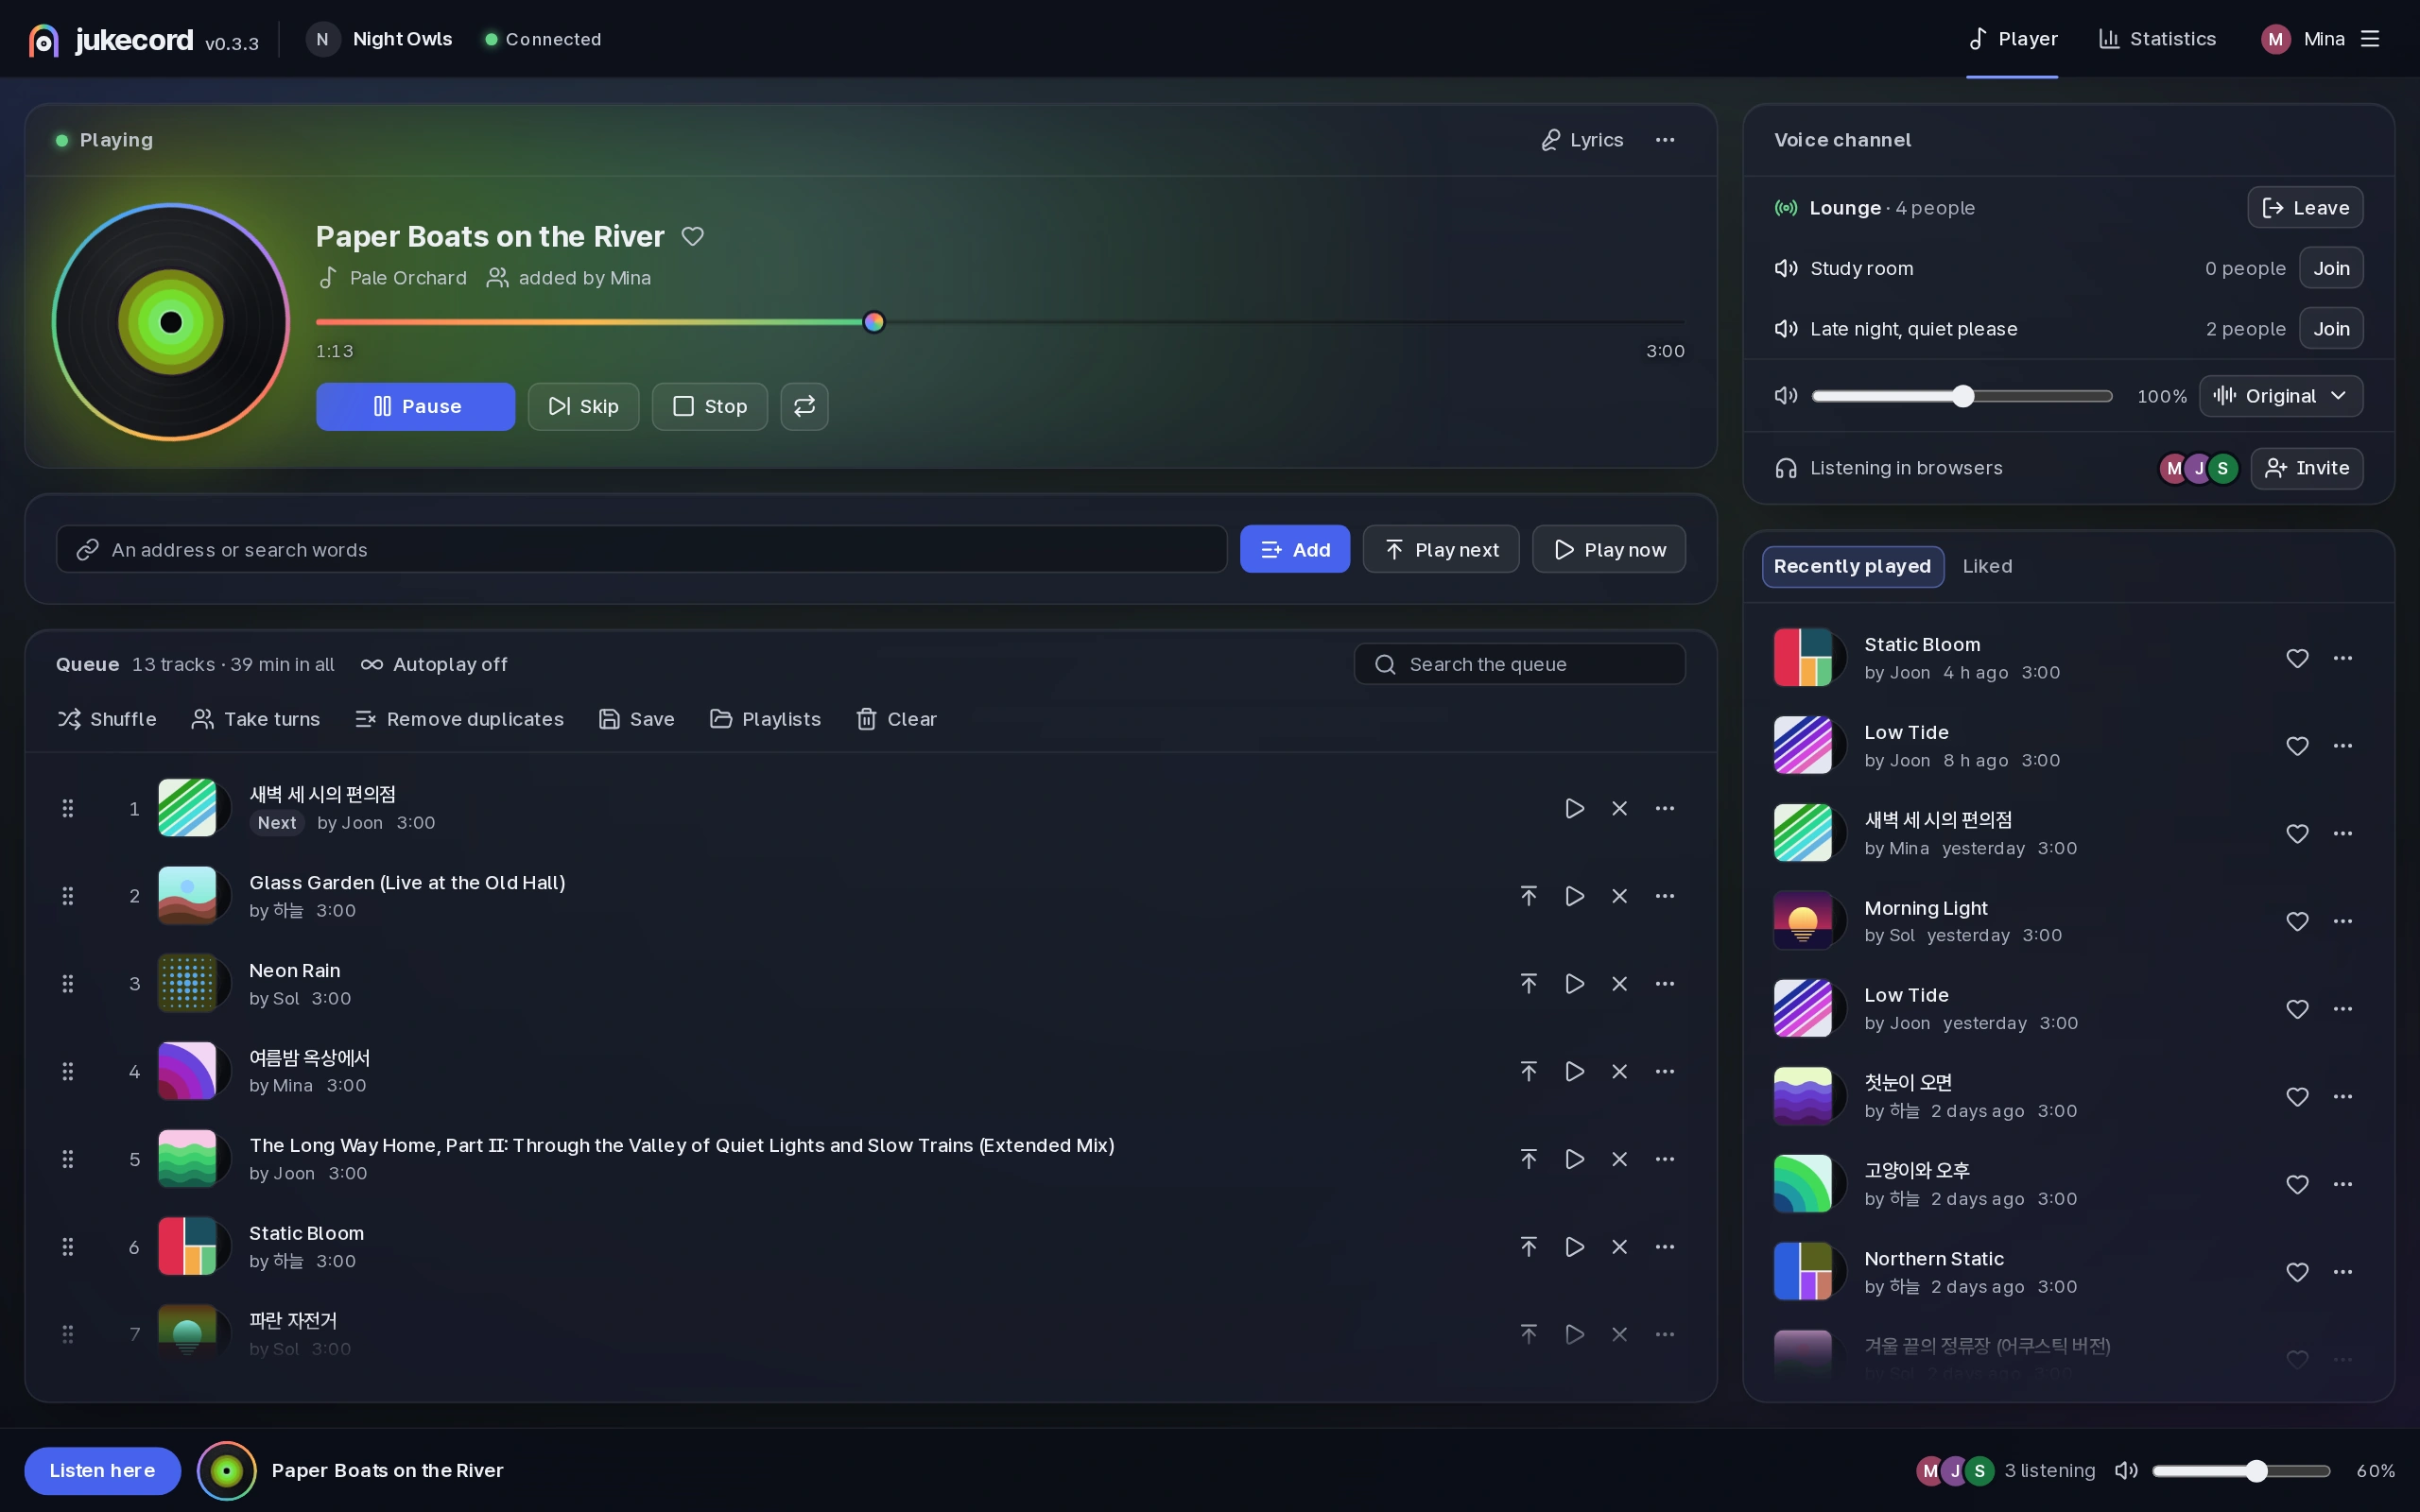 jukecord v0.3.3 N Night Owls Connected Player Statistics M Mina
Playing Lyrics
Paper Boats on the River
Pale Orchard added by Mina
1:13 3:00
Pause Skip Stop
An address or search words Add Play next Play now
Queue 13 tracks · 39 min in all Autoplay off Search the queue
Shuffle Take turns Remove duplicates Save Playlists Clear
1 새벽 세 시의 편의점
Next by Joon 3:00
2 Glass Garden (Live at the Old Hall)
by 하늘 3:00
3 Neon Rain
by Sol 3:00
4 여름밤 옥상에서
by Mina 3:00
5 The Long Way Home, Part II: Through the Valley of Quiet Lights and Slow Trains (Extended Mix)
by Joon 3:00
6 Static Bloom
by 하늘 3:00
7 파란 자전거
by Sol 3:00
Voice channel
Lounge · 4 people Leave
Study room 0 people Join
Late night, quiet please 2 people Join
100% Original
Listening in browsers M J S Invite
Recently played Liked
Static Bloom
by Joon 4 h ago 3:00
Low Tide
by Joon 8 h ago 3:00
새벽 세 시의 편의점
by Mina yesterday 3:00
Morning Light
by Sol yesterday 3:00
Low Tide
by Joon yesterday 3:00
첫눈이 오면
by 하늘 2 days ago 3:00
고양이와 오후
by 하늘 2 days ago 3:00
Northern Static
by 하늘 2 days ago 3:00
겨울 끝의 정류장 (어쿠스틱 버전)
by Sol 2 days ago 3:00
Listen here Paper Boats on the River M J S 3 listening 60%